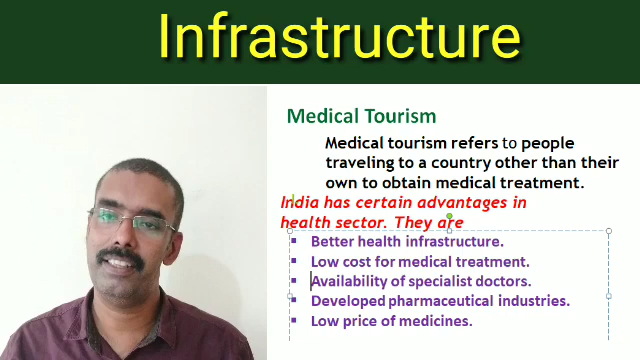 Infrastructure
Medical Tourism
Medical tourism refers to people
traveling to a country other than their
own to obtain medical treatment.
India has certain advantages in
health sector. They are
▪ Better health infrastructure.
▪ Low cost for medical treatment.
▪ Availability of specialist doctors.
▪ Developed pharmaceutical industries.
▪ Low price of medicines.